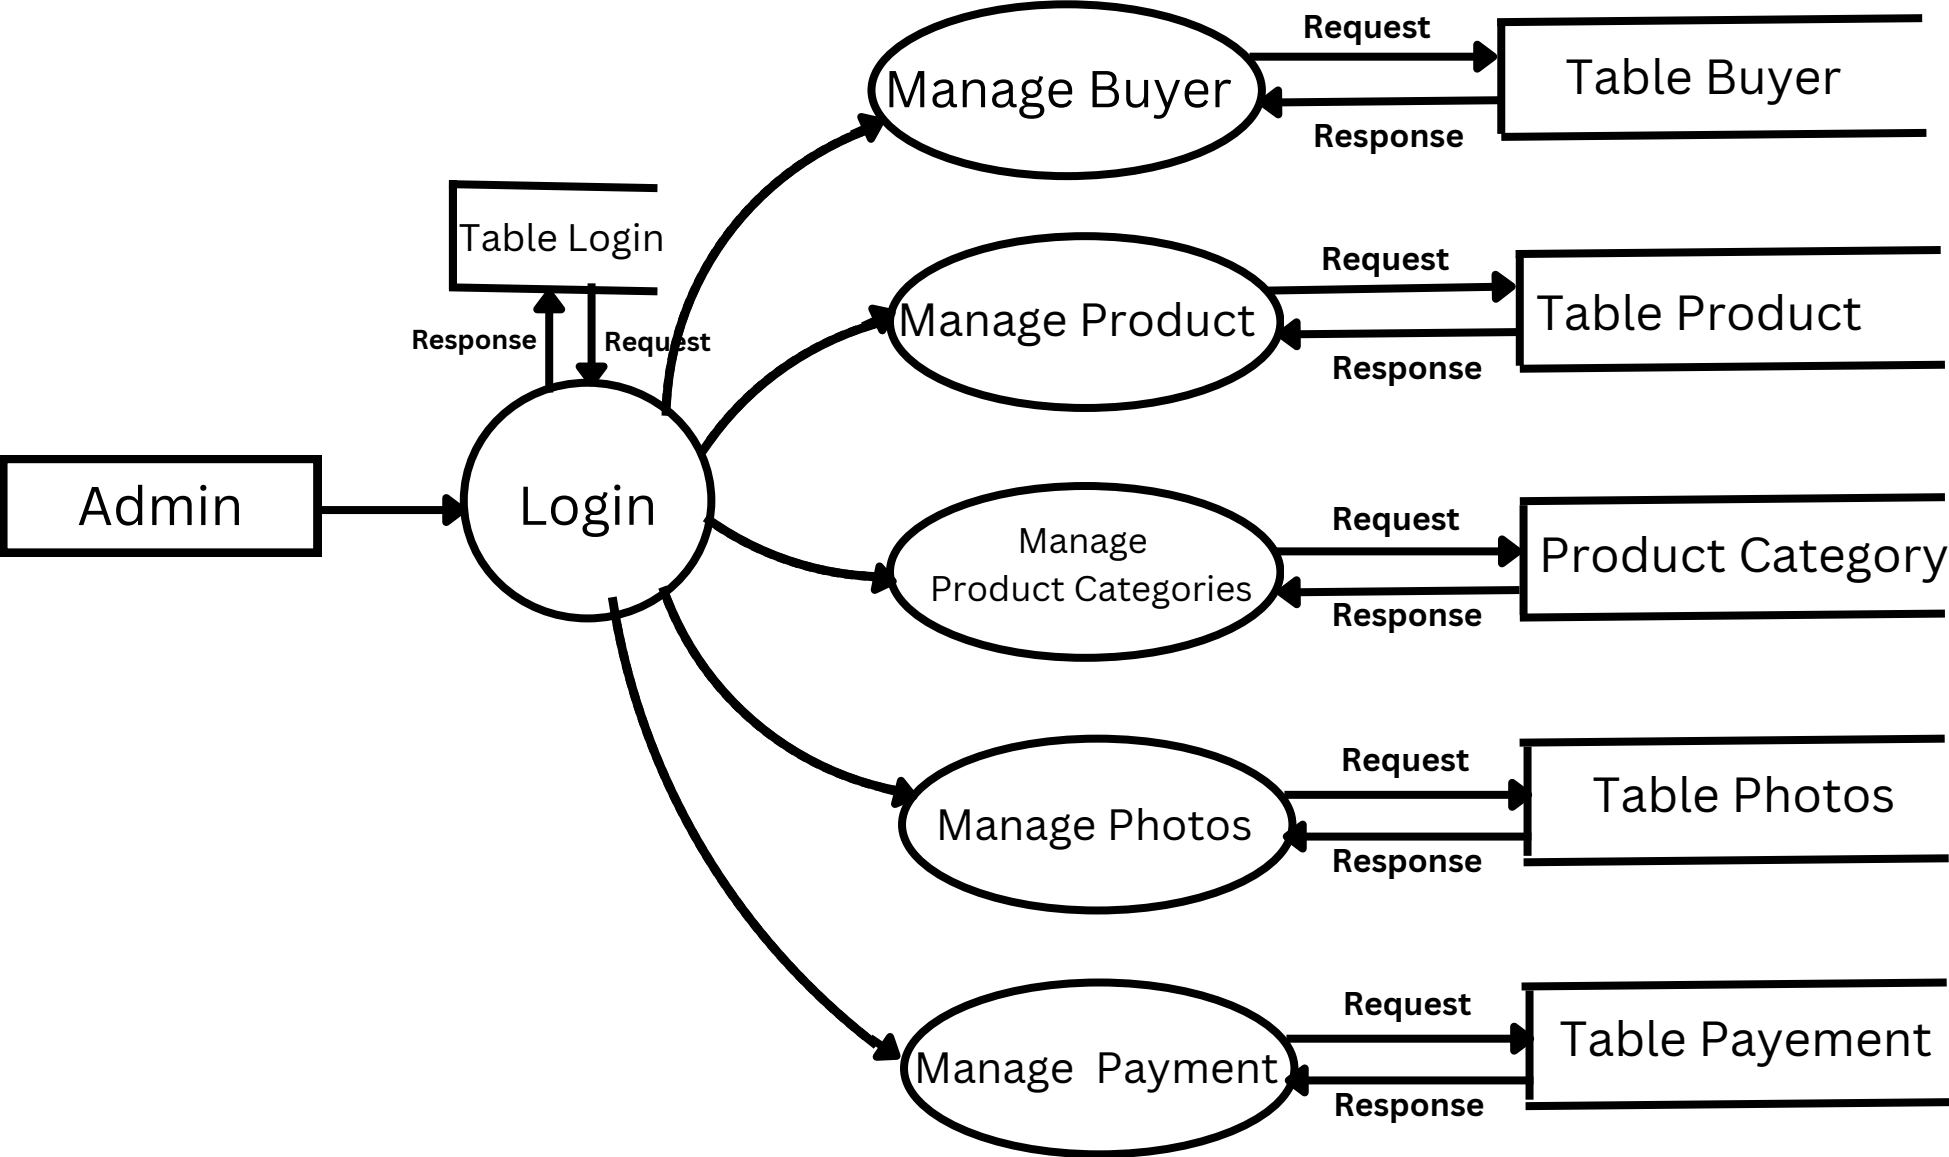 Request
Manage Buyer
Table Buyer
Response
Table Login
Response
Request
Request
Manage Product
Table Product
Response
Admin
Login
Request
Manage
Product Categories
Product Category
Response
Request
Manage Photos
Table Photos
Response
Request
Manage Payment
Table Payement
Response